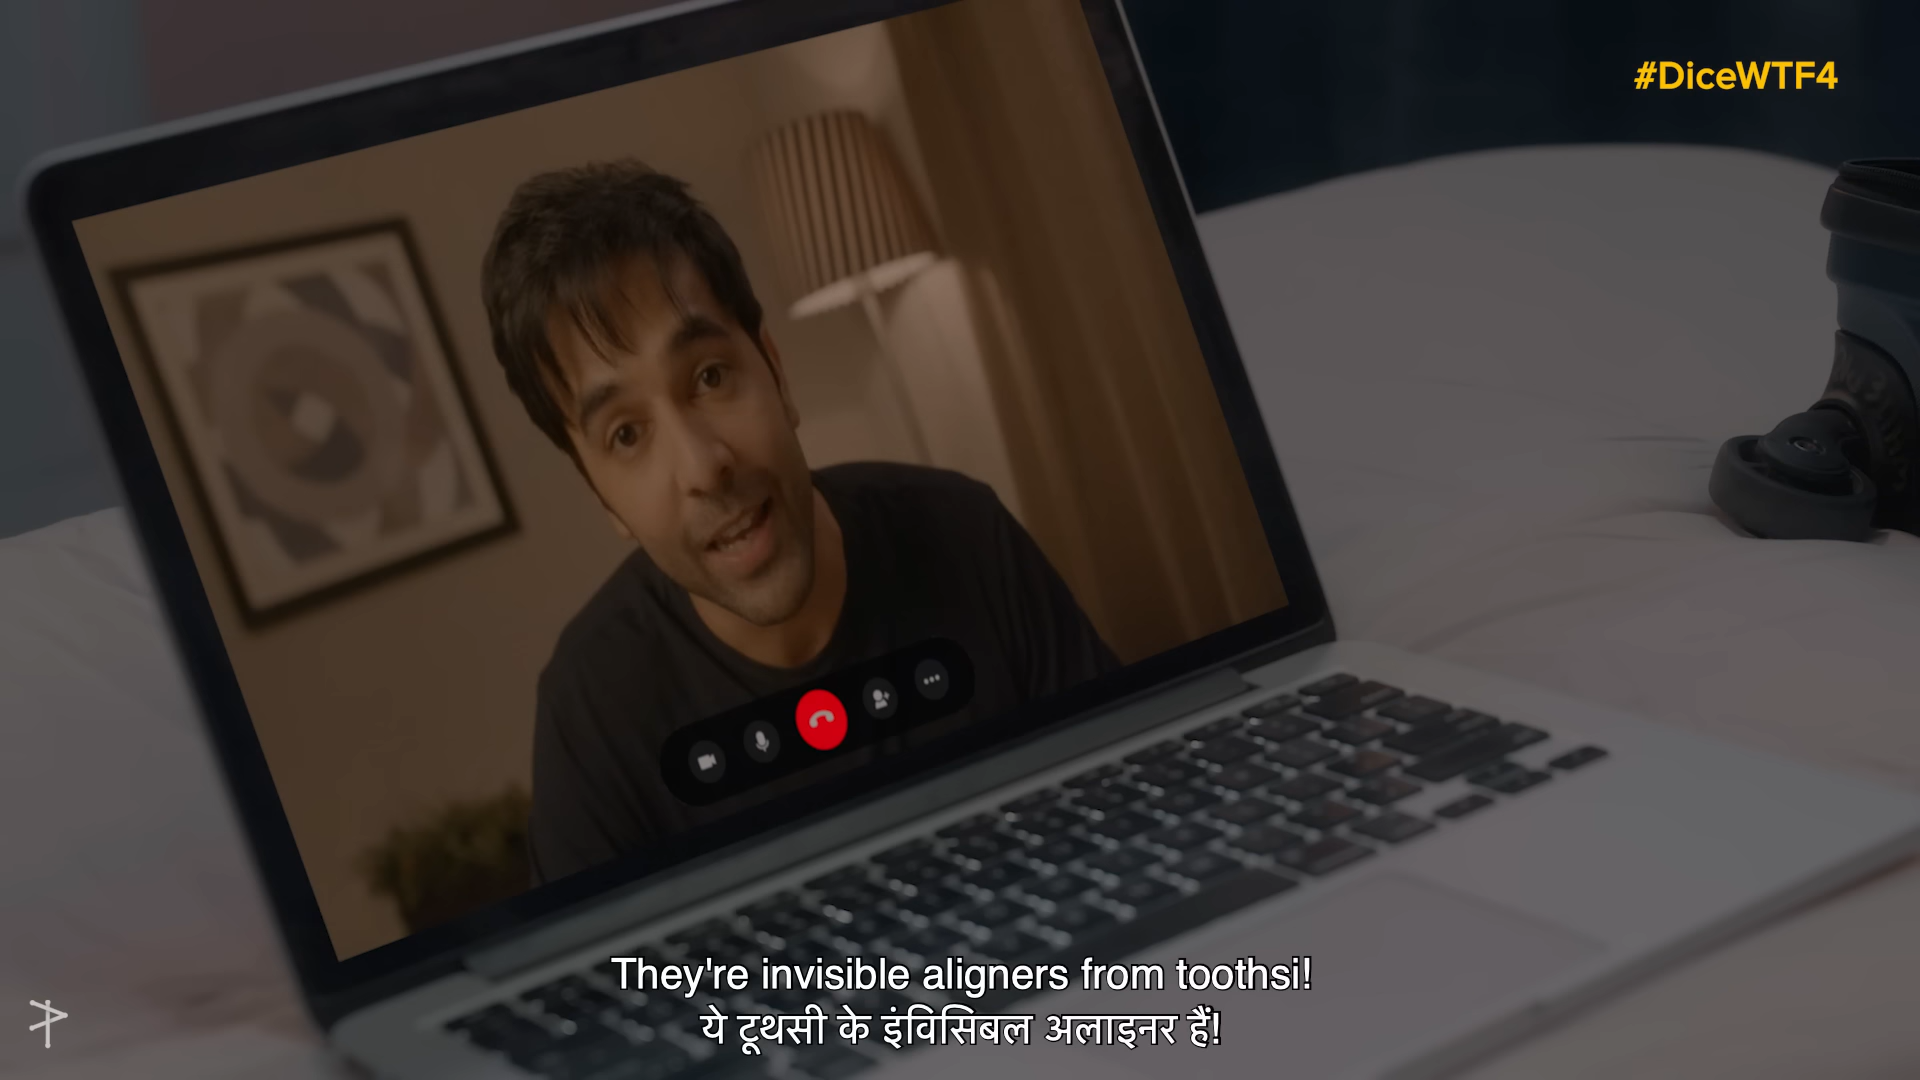 #DiceWTF4
They're invisible aligners from toothsi!
ये टूथसी के इंविसिबल अलाइनर हैं!